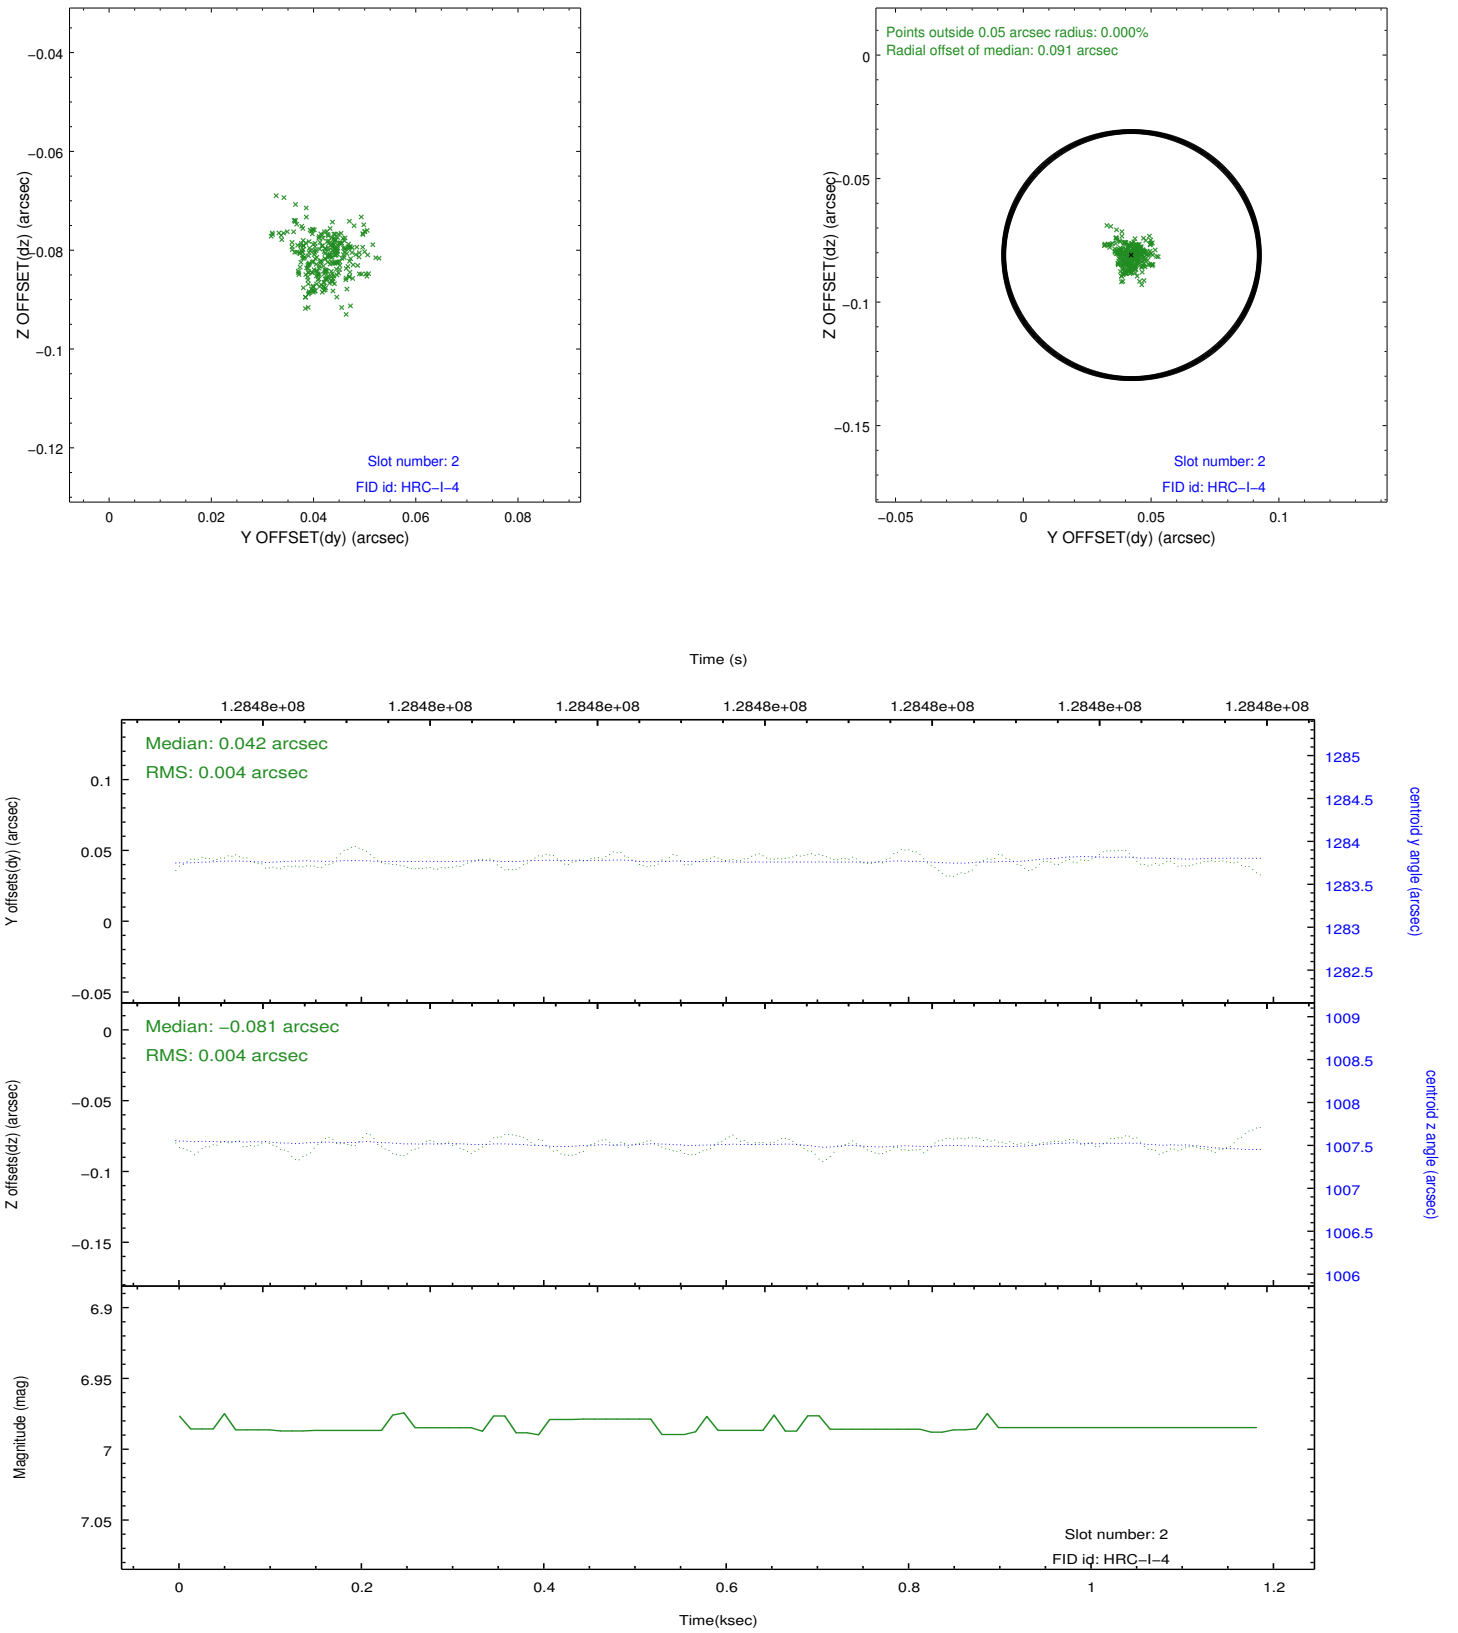 −0.04
−0.06
−0.08
−0.1
−0.12
Z OFFSET(dz) (arcsec)
Slot number: 2
FID id: HRC−I−4
0 0.02 0.04 0.06 0.08
Y OFFSET(dy) (arcsec)
Points outside 0.05 arcsec radius: 0.000%
Radial offset of median: 0.091 arcsec
0
−0.05
−0.1
−0.15
Z OFFSET(dz) (arcsec)
Slot number: 2
FID id: HRC−I−4
−0.05 0 0.05 0.1
Y OFFSET(dy) (arcsec)
Time (s)
1.2848e+08 1.2848e+08 1.2848e+08 1.2848e+08 1.2848e+08 1.2848e+08 1.2848e+08
Median: 0.042 arcsec
RMS: 0.004 arcsec
0.1
0.05
0
−0.05
Y offsets(dy) (arcsec)
1285
1284.5
1284
1283.5
1283
1282.5
centroid y angle (arcsec)
Median: −0.081 arcsec
RMS: 0.004 arcsec
0
−0.05
−0.1
−0.15
Z offsets(dz) (arcsec)
1009
1008.5
1008
1007.5
1007
1006.5
1006
centroid z angle (arcsec)
6.9
6.95
7
7.05
Magnitude (mag)
Slot number: 2
FID id: HRC−I−4
0 0.2 0.4 0.6 0.8 1 1.2
Time(ksec)